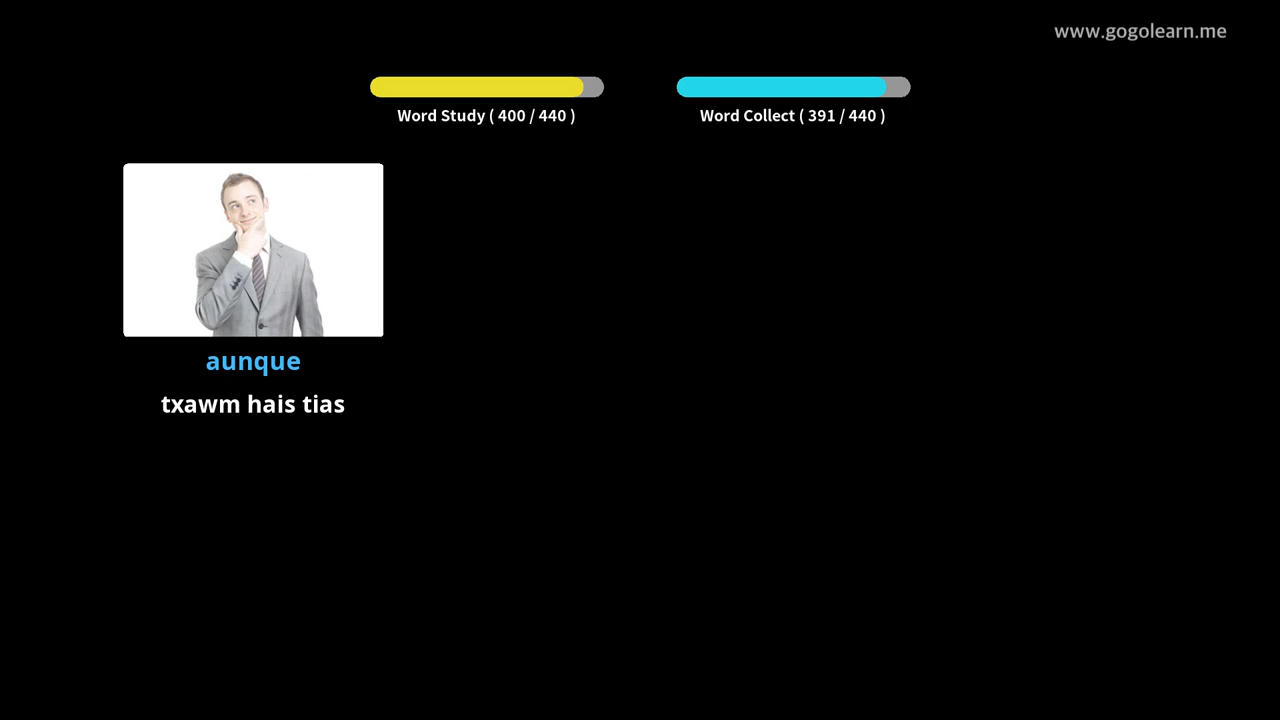 www.gogolearn.me
Word Study ( 400 / 440 )
Word Collect ( 391 / 440 )
aunque
txawm hais tias